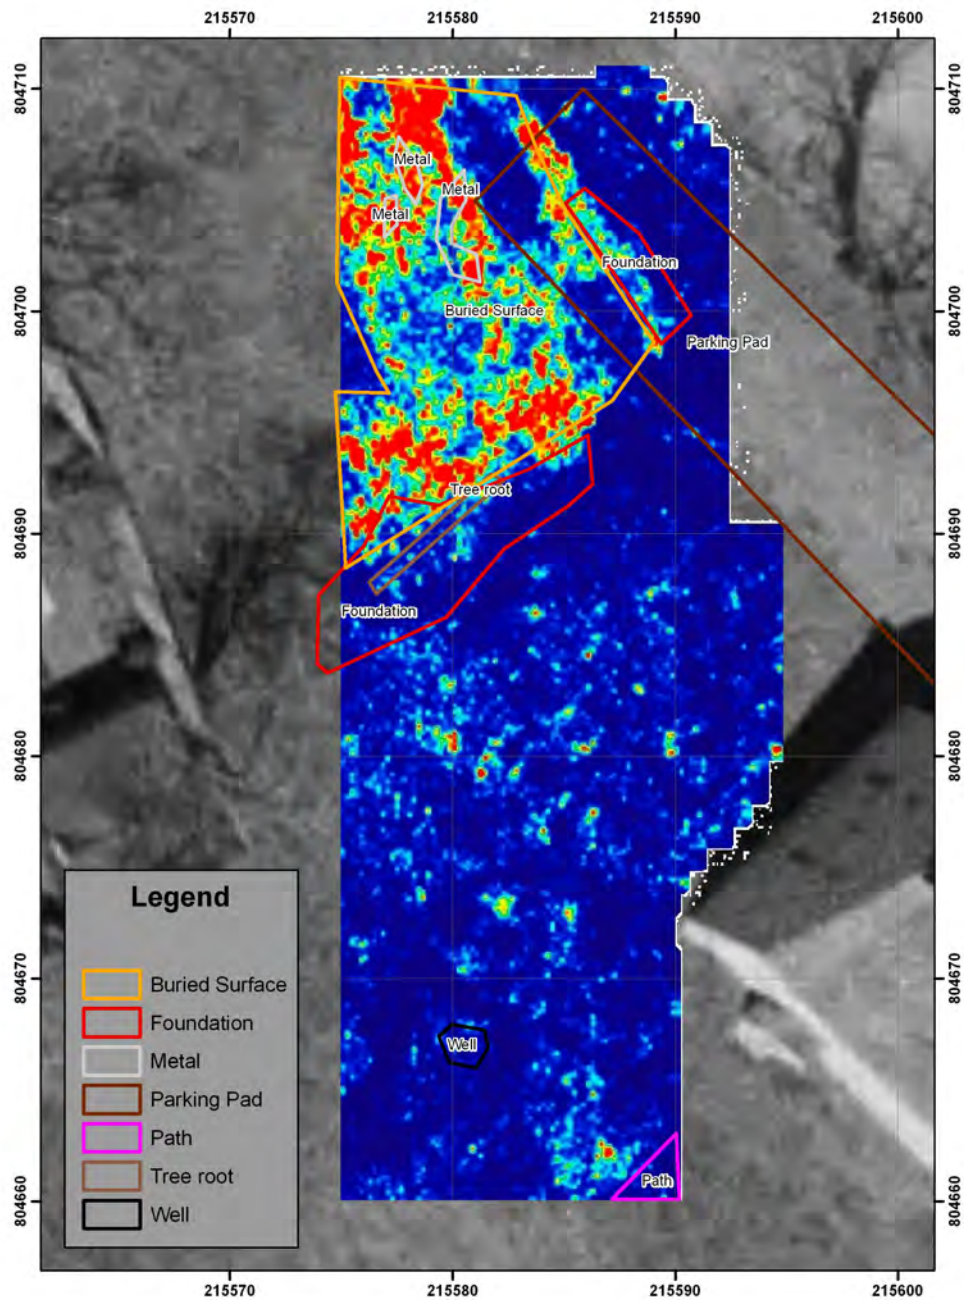 215570 215580 215590 215600
804710 804710
Metal
Metal
Metal
Foundation
804700 Buried Surface 804700
Parking Pad
Tree root
804690 804690
Foundation
804680 804680
Legend
Buried Surface
Foundation
Metal
Parking Pad
Path
Tree root
Well
804670 804670
Well
Path
804660 804660
215570 215580 215590 215600